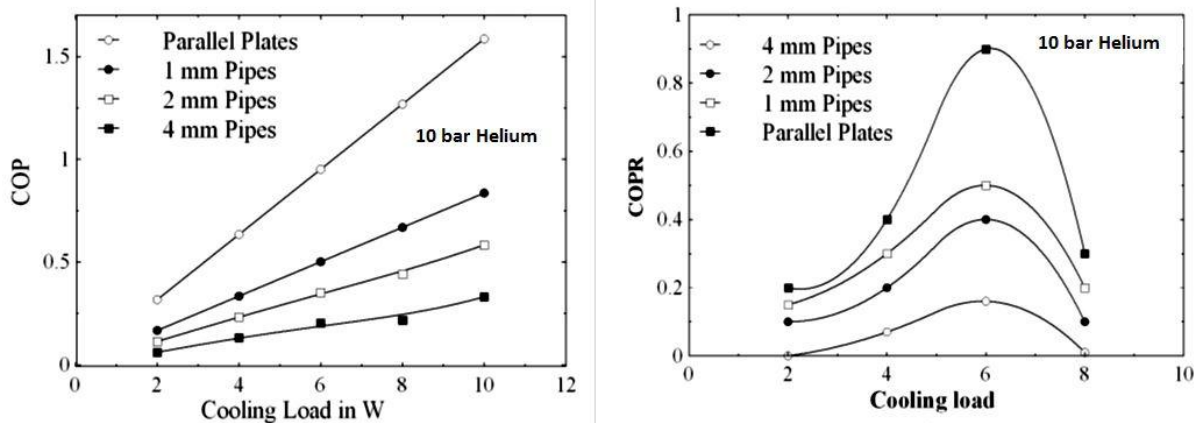 1.5
1
0.5
0
COP
Parallel Plates
1 mm Pipes
2 mm Pipes
4 mm Pipes
10 bar Helium
0 2 4 6 8 10 12
Cooling Load in W
1
0.8
0.6
0.4
0.2
0
COPR
4 mm Pipes
2 mm Pipes
1 mm Pipes
Parallel Plates
10 bar Helium
0 2 4 6 8 10
Cooling load